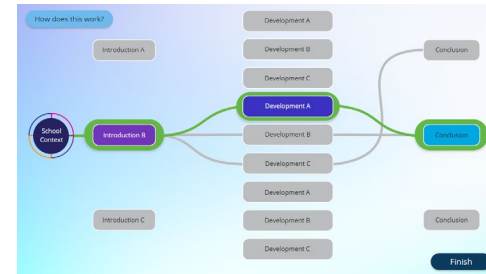 How does this work?
Development A
Development B
Introduction A
Conclusion
Development C
Development A
School
Context
Introduction B
Development B
Conclusion
Development C
Development A
Introduction C
Development B
Conclusion
Development C
Finish